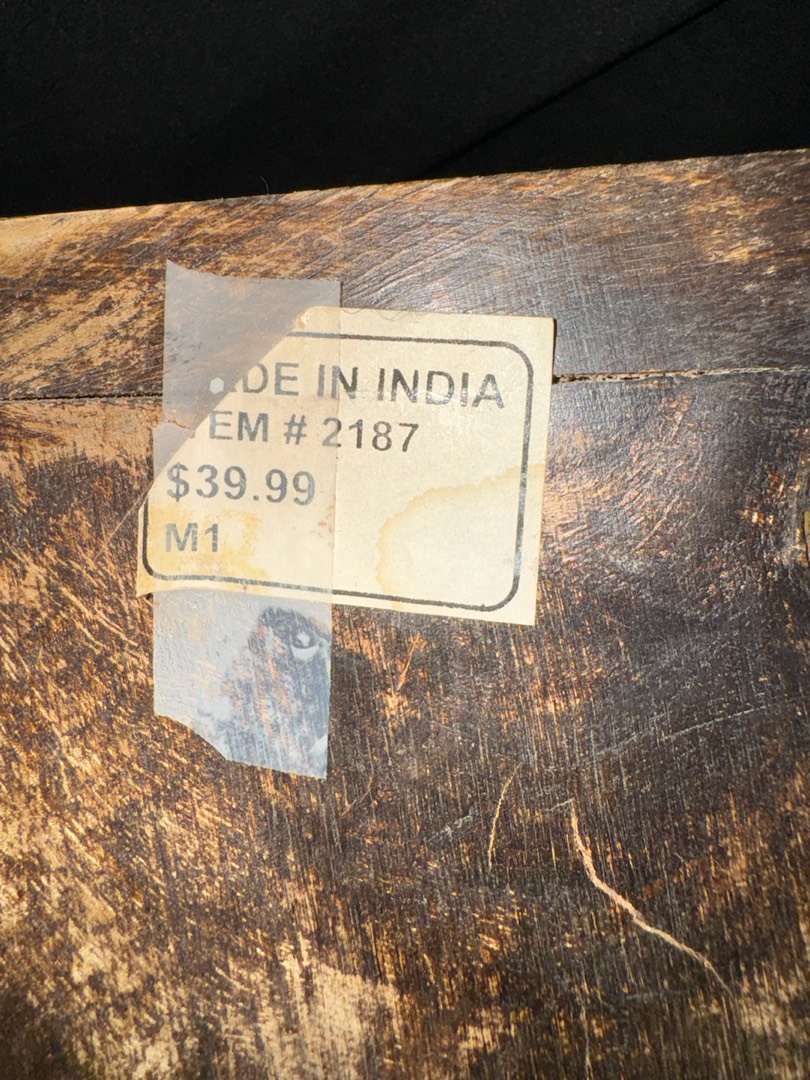 DE IN INDIA
EM # 2187
$39.99
M1